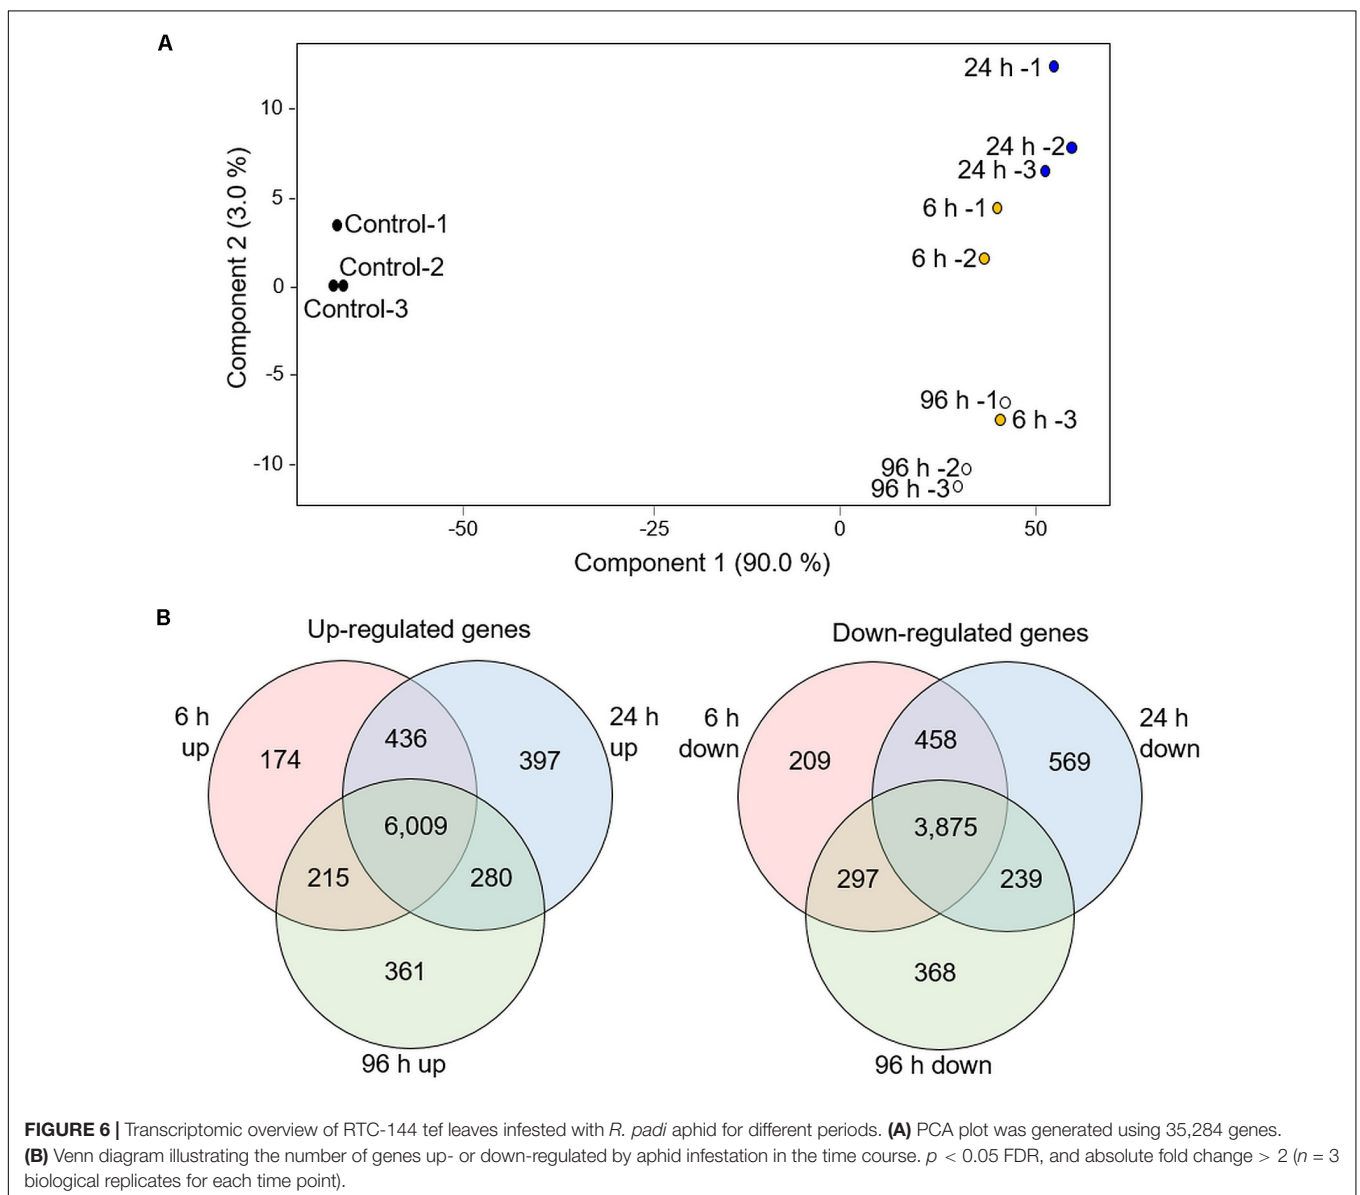 A
24 h -1
10
24 h -2
24 h -3
5
6 h -1
Control-1
6 h -2
Control-2
0
Control-3
-5
96 h -1
6 h -3
-10
96 h -2
96 h -3
Component 2 (3.0 %)
-50 -25 0 50
Component 1 (90.0 %)
B
Up-regulated genes Down-regulated genes
6 h
up
24 h
up
6 h
down
24 h
down
436
174 397
6,009
215 280
361
96 h up
458
209 569
3,875
297 239
368
96 h down
FIGURE 6 | Transcriptomic overview of RTC-144 tef leaves infested with R. padi aphid for different periods. (A) PCA plot was generated using 35,284 genes.
(B) Venn diagram illustrating the number of genes up- or down-regulated by aphid infestation in the time course. p < 0.05 FDR, and absolute fold change > 2 (n = 3
biological replicates for each time point).